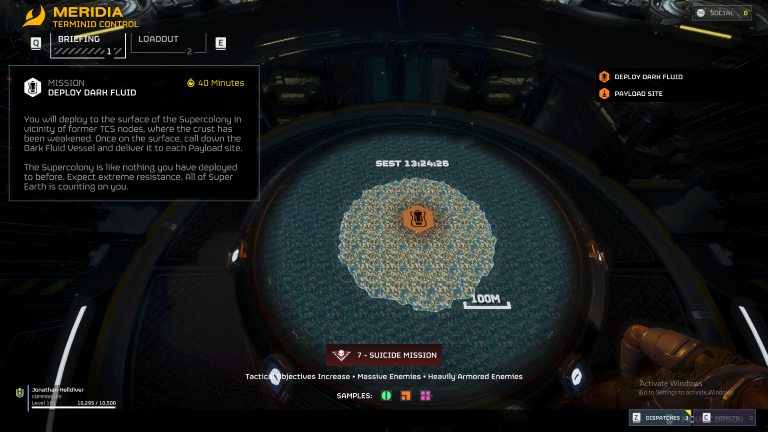 MERIDIA
TERMINID CONTROL
SOCIAL 0
Q
BRIEFING
1
LOADOUT
2
E
MISSION
DEPLOY DARK FLUID
40 Minutes
You will deploy to the surface of the Supercolony in
vicinity of former TCS nodes, where the crust has
been weakened. Once on the surface, call down the
Dark Fluid Vessel and deliver it to each Payload site.
The Supercolony is like nothing you have deployed
to before. Expect extreme resistance. All of Super
Earth is counting on you.
DEPLOY DARK FLUID
PAYLOAD SITE
SEST 13:24:26
100M
7 - SUICIDE MISSION
Tactical Objectives Increase • Massive Enemies • Heavily Armored Enemies
SAMPLES:
Jonathan Helldiver
COMMANDER
10,295 / 10,500
Activate Windows
Go to Settings to activate Windows.
Z DISPATCHES 3
C
0